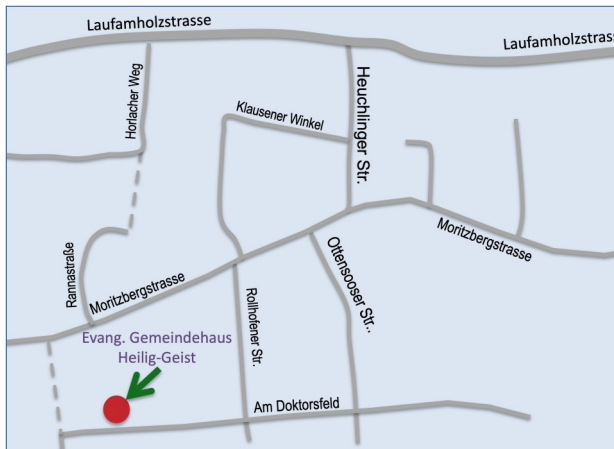 Laufamholzstrasse
Laufamholzstrass
Horlacher Weg
Klausener Winkel
Heuchlinger Str.
Rannastraße
Moritzbergstrasse
Moritzbergstrasse
Ottensooser Str..
Rollhofener Str.
Evang. Gemeindehaus
Heilig-Geist
Am Doktorsfeld